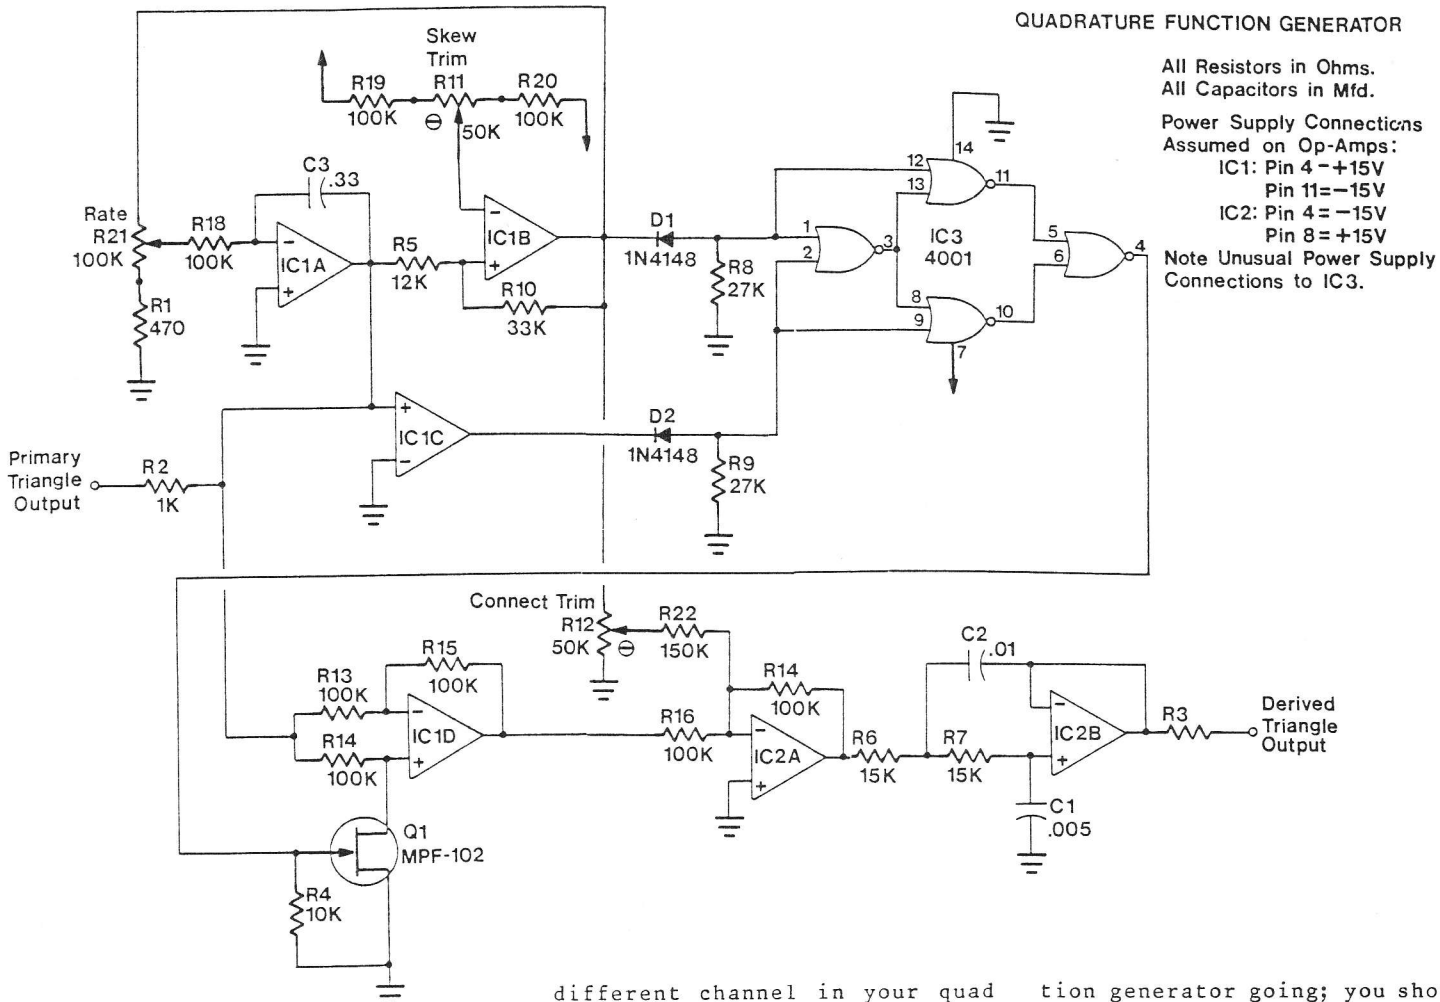 QUADRATURE FUNCTION GENERATOR
All Resistors in Ohms.
All Capacitors in Mfd.
Power Supply Connections
Assumed on Op-Amps:
IC1: Pin 4-+15V
Pin 11=-15V
IC2: Pin 4=-15V
Pin 8=+15V
Note Unusual Power Supply
Connections to IC3.
Skew
Trim
R19
R11
R20
100K
⊖
50K
100K
C3
.33
Rate
R21
100K
R18
100K
-
IC1A
+
R5
12K
-
IC1B
+
R10
33K
R1
470
D1
1N4148
R8
27K
12
13
14
11
1
2
3
IC3
4001
8
9
10
7
5
6
4
+
IC1C
-
D2
1N4148
R9
27K
Primary
Triangle
Output
R2
1K
Connect Trim
R12
50K
⊖
R22
150K
R15
100K
R13
100K
R14
100K
-
IC1D
+
R16
100K
R14
100K
-
IC2A
+
R6
15K
R7
15K
C2
.01
-
IC2B
+
C1
.005
R3
Derived
Triangle
Output
Q1
MPF-102
R4
10K
different channel in your quad
tion generator going; you sho